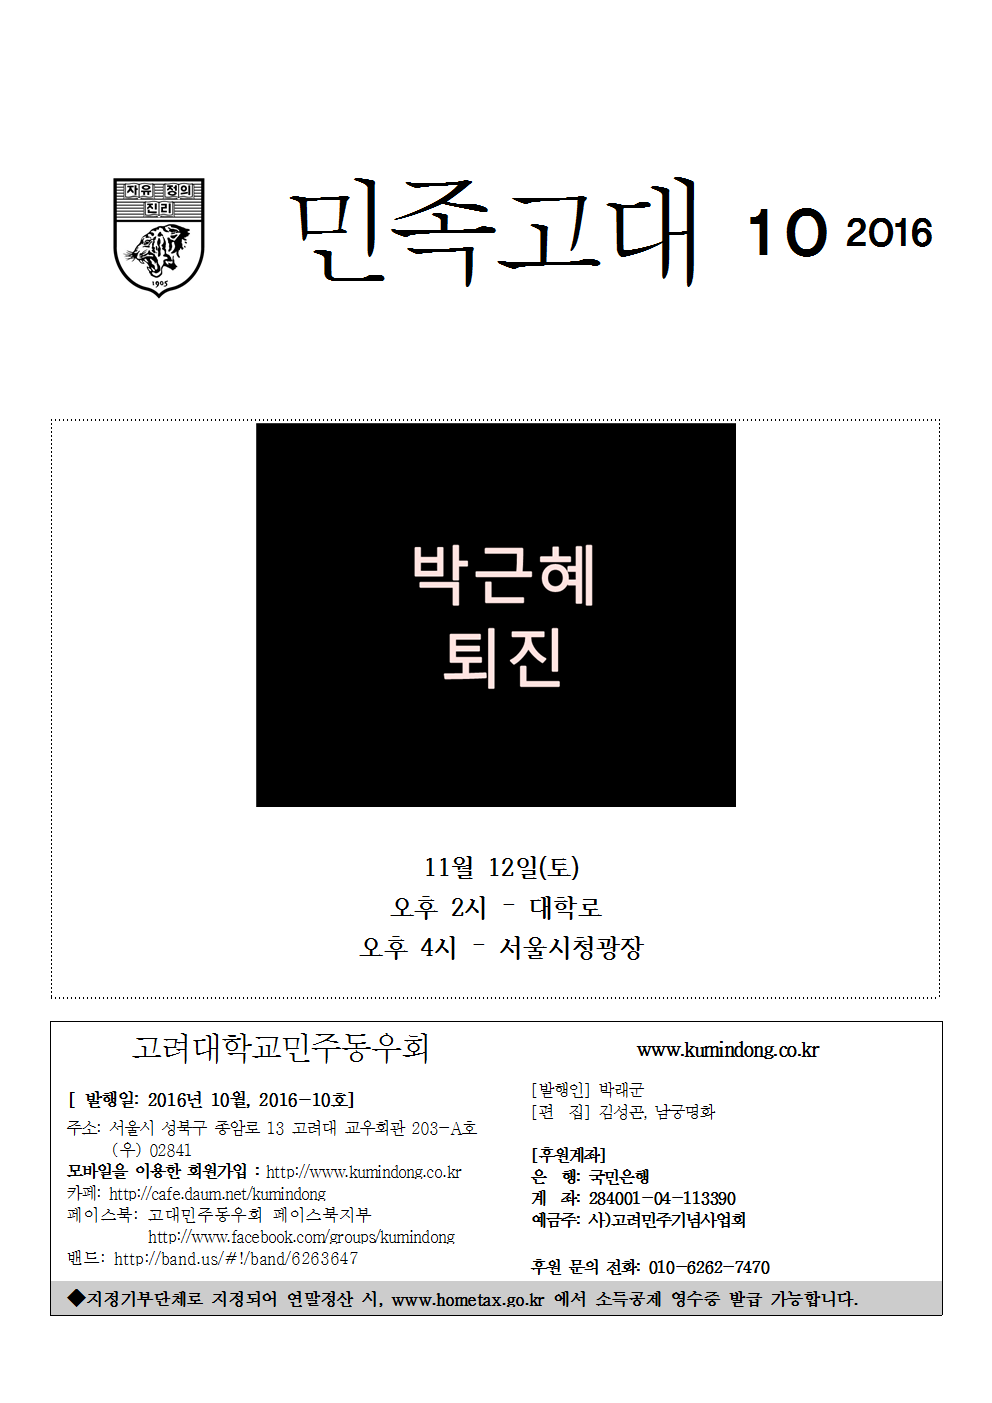 자유 정의
진리
1905
민족고대 10 2016
박근혜
퇴진
11월 12일(토)
오후 2시 - 대학로
오후 4시 - 서울시청광장
고려대학교민주동우회
[ 발행일: 2016년 10월, 2016-10호]
주소: 서울시 성북구 종암로 13 고려대 교우회관 203-A호
(우) 02841
모바일을 이용한 회원가입 : http://www.kumindong.co.kr
카페: http://cafe.daum.net/kumindong
페이스북: 고대민주동우회 페이스북지부
http://www.facebook.com/groups/kumindong
밴드: http://band.us/#!/band/6263647
www.kumindong.co.kr
[발행인] 박래군
[편 집] 김성곤, 남궁명화
[후원계좌]
은 행: 국민은행
계 좌: 284001-04-113390
예금주: 사)고려민주기념사업회
후원 문의 전화: 010-6262-7470
◆지정기부단체로 지정되어 연말정산 시, www.hometax.go.kr 에서 소득공제 영수증 발급 가능합니다.